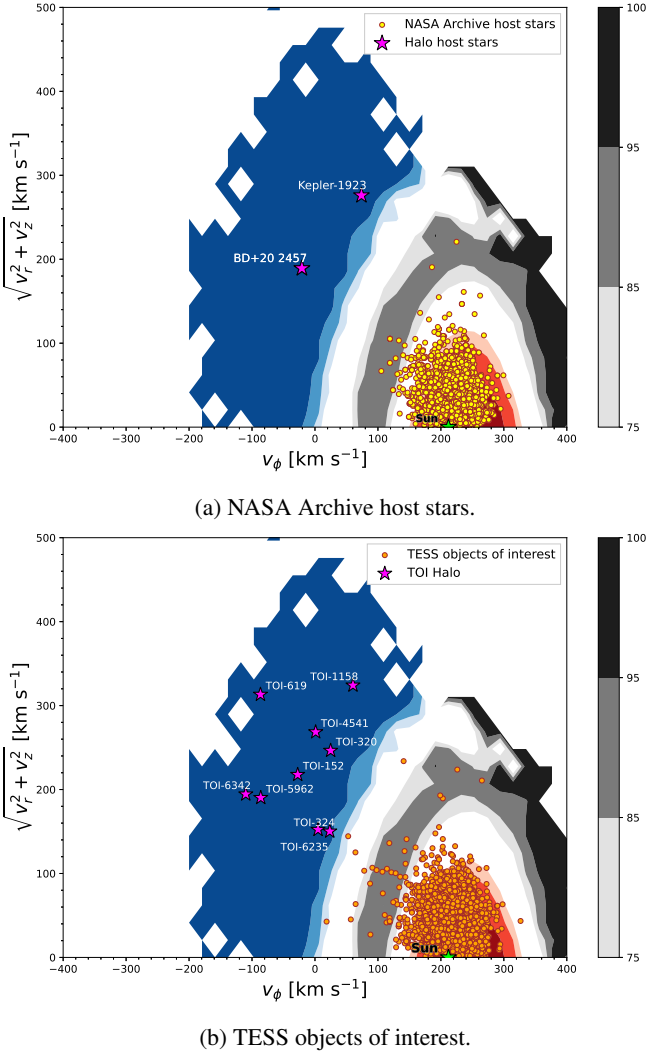 NASA Archive host stars
Halo host stars
500
400
300
200
100
0
√v_r^2 + v_z^2 [km s−1]
Kepler-1923
BD+20 2457
Sun
−400 −300 −200 −100 0 100 200 300 400
v_ϕ [km s−1]
100
95
85
75
(a) NASA Archive host stars.
TESS objects of interest
TOI Halo
500
400
300
200
100
0
√v_r^2 + v_z^2 [km s−1]
TOI-1158
TOI-619
TOI-4541
TOI-320
TOI-152
TOI-6342
TOI-5962
TOI-324
TOI-6235
Sun
−400 −300 −200 −100 0 100 200 300 400
v_ϕ [km s−1]
100
95
85
75
(b) TESS objects of interest.